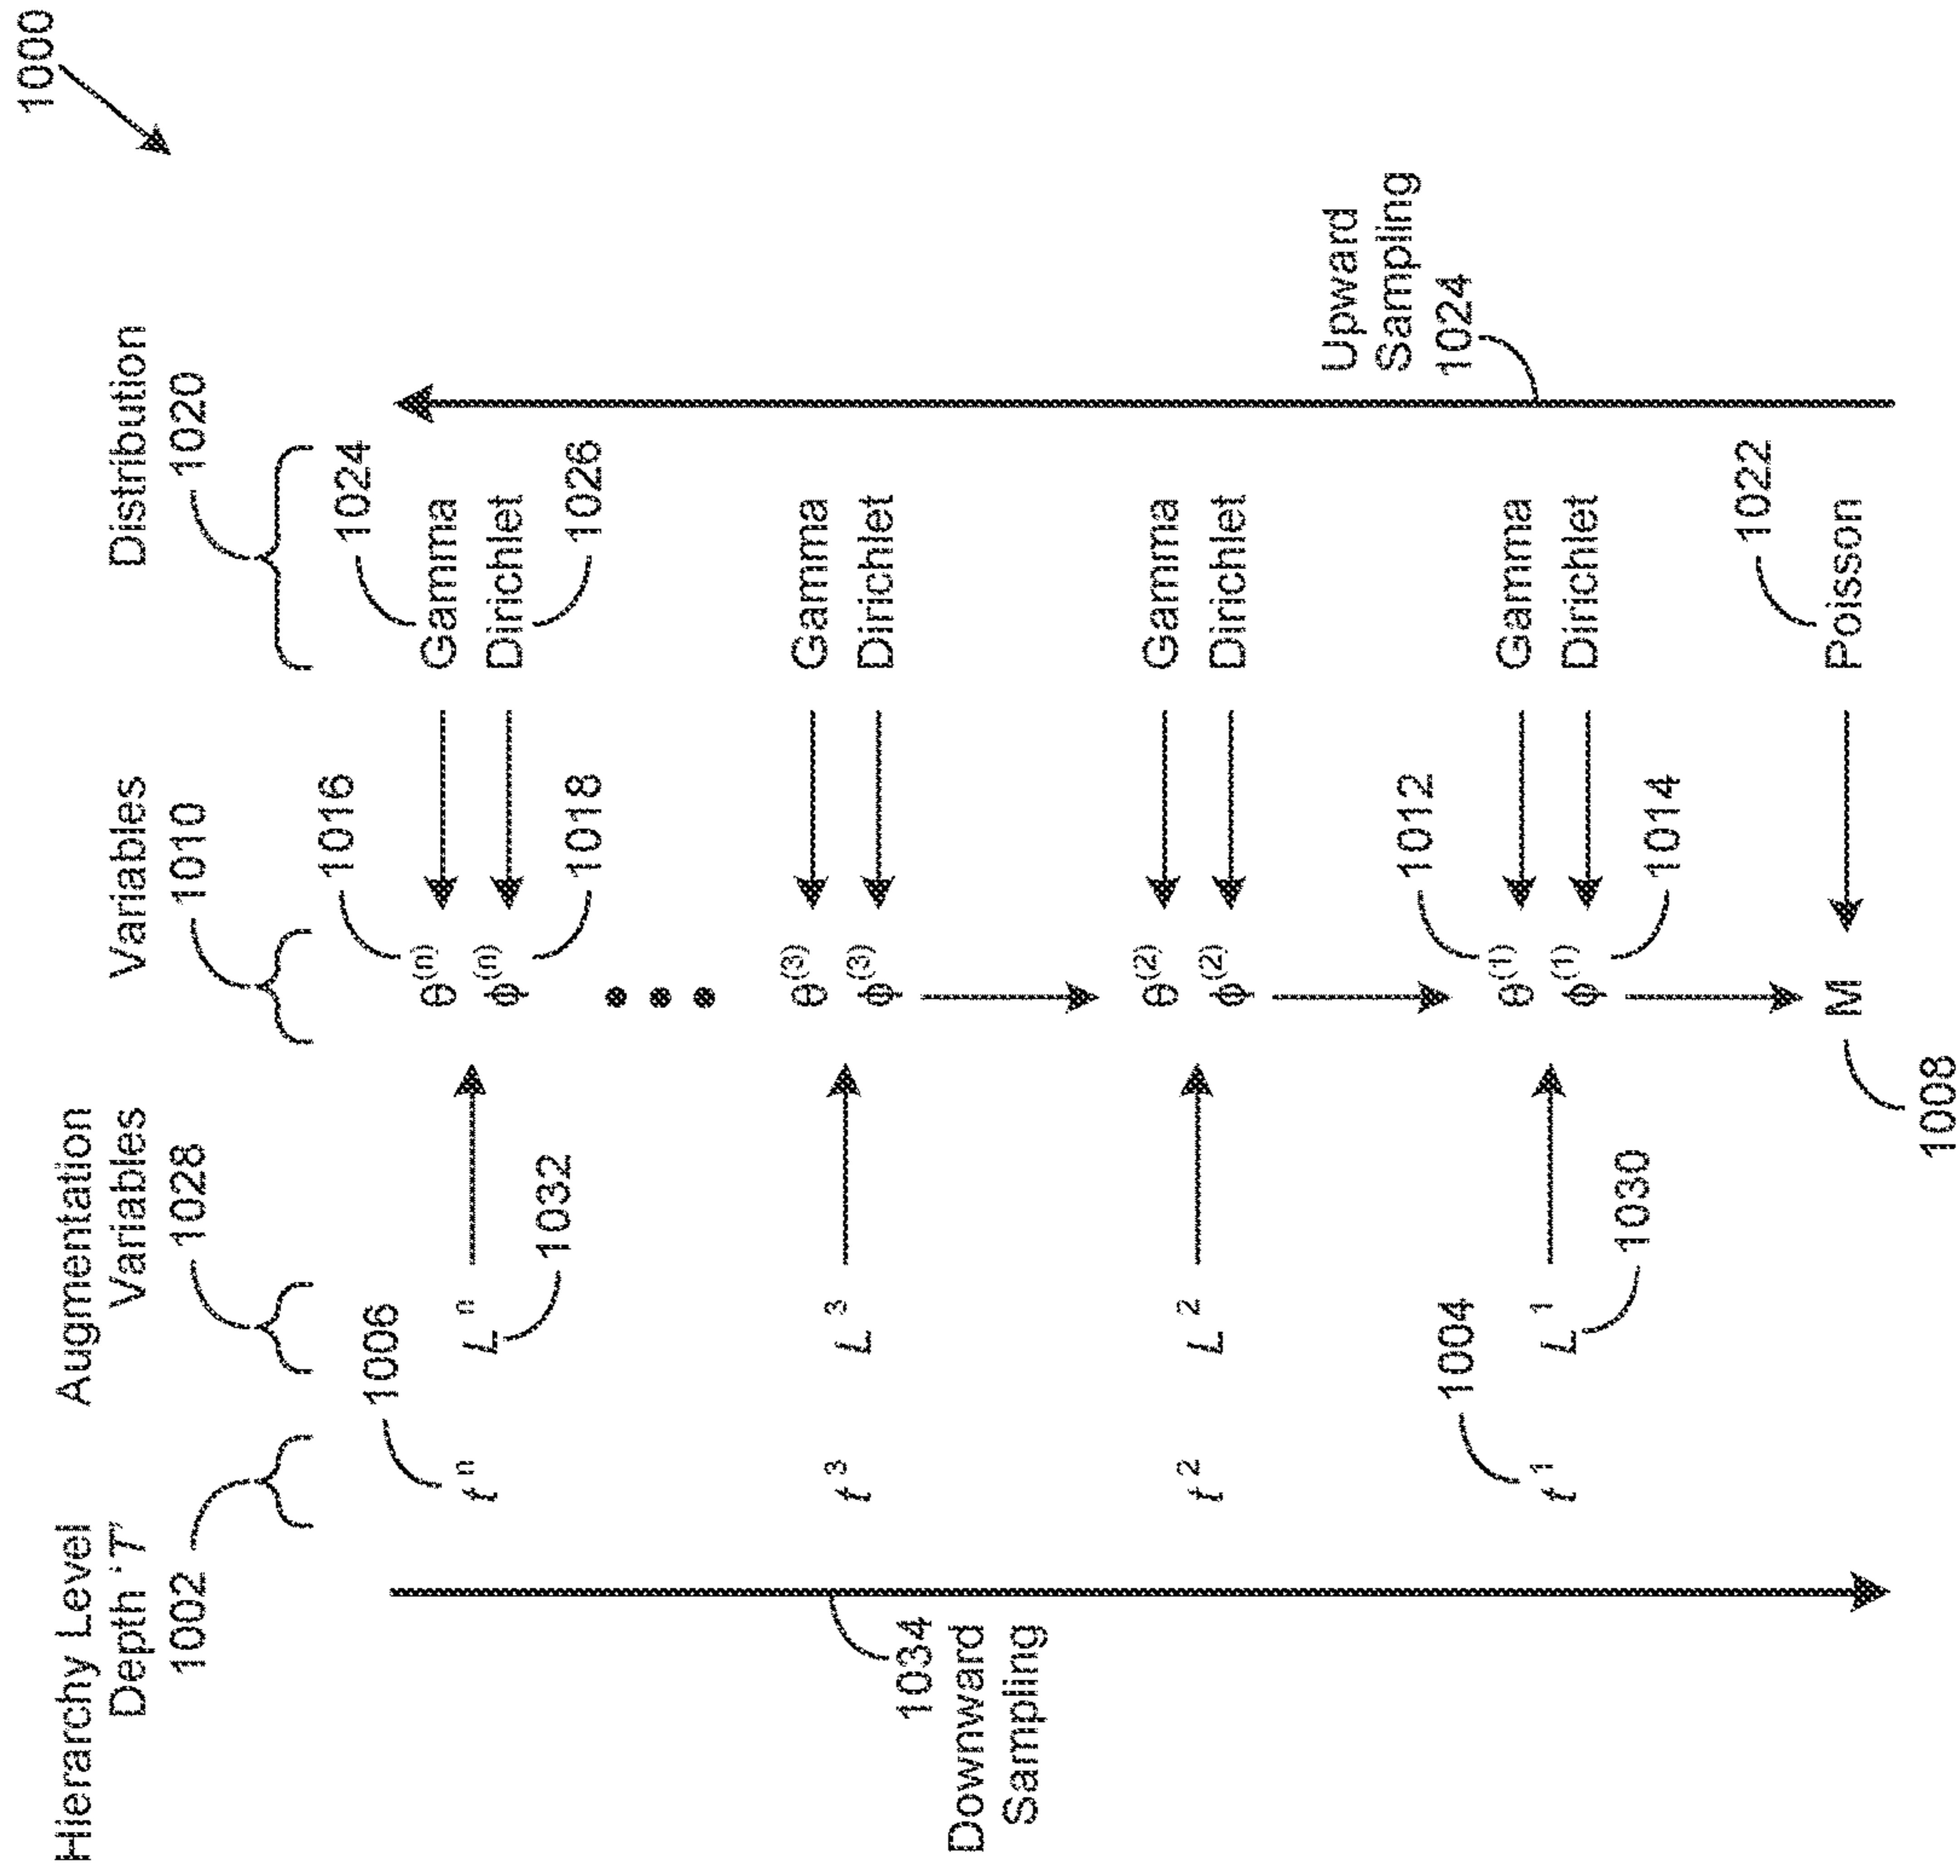 1000
Hierarchy Level
Depth 'T'
1002
Augmentation
Variables
1028
Variables
1010
Distribution
1020
1006
1016
1024
t^n
L^n
θ^(n)
ϕ^(n)
Gamma
Dirichlet
1032
1018
1026
t^3
L^3
θ^(3)
ϕ^(3)
Gamma
Dirichlet
1034
Downward
Sampling
t^2
L^2
θ^(2)
ϕ^(2)
Gamma
Dirichlet
Upward
Sampling
1024
1004
1012
t^1
L^1
θ^(1)
ϕ^(1)
Gamma
Dirichlet
1030
1014
1022
M
Poisson
1008